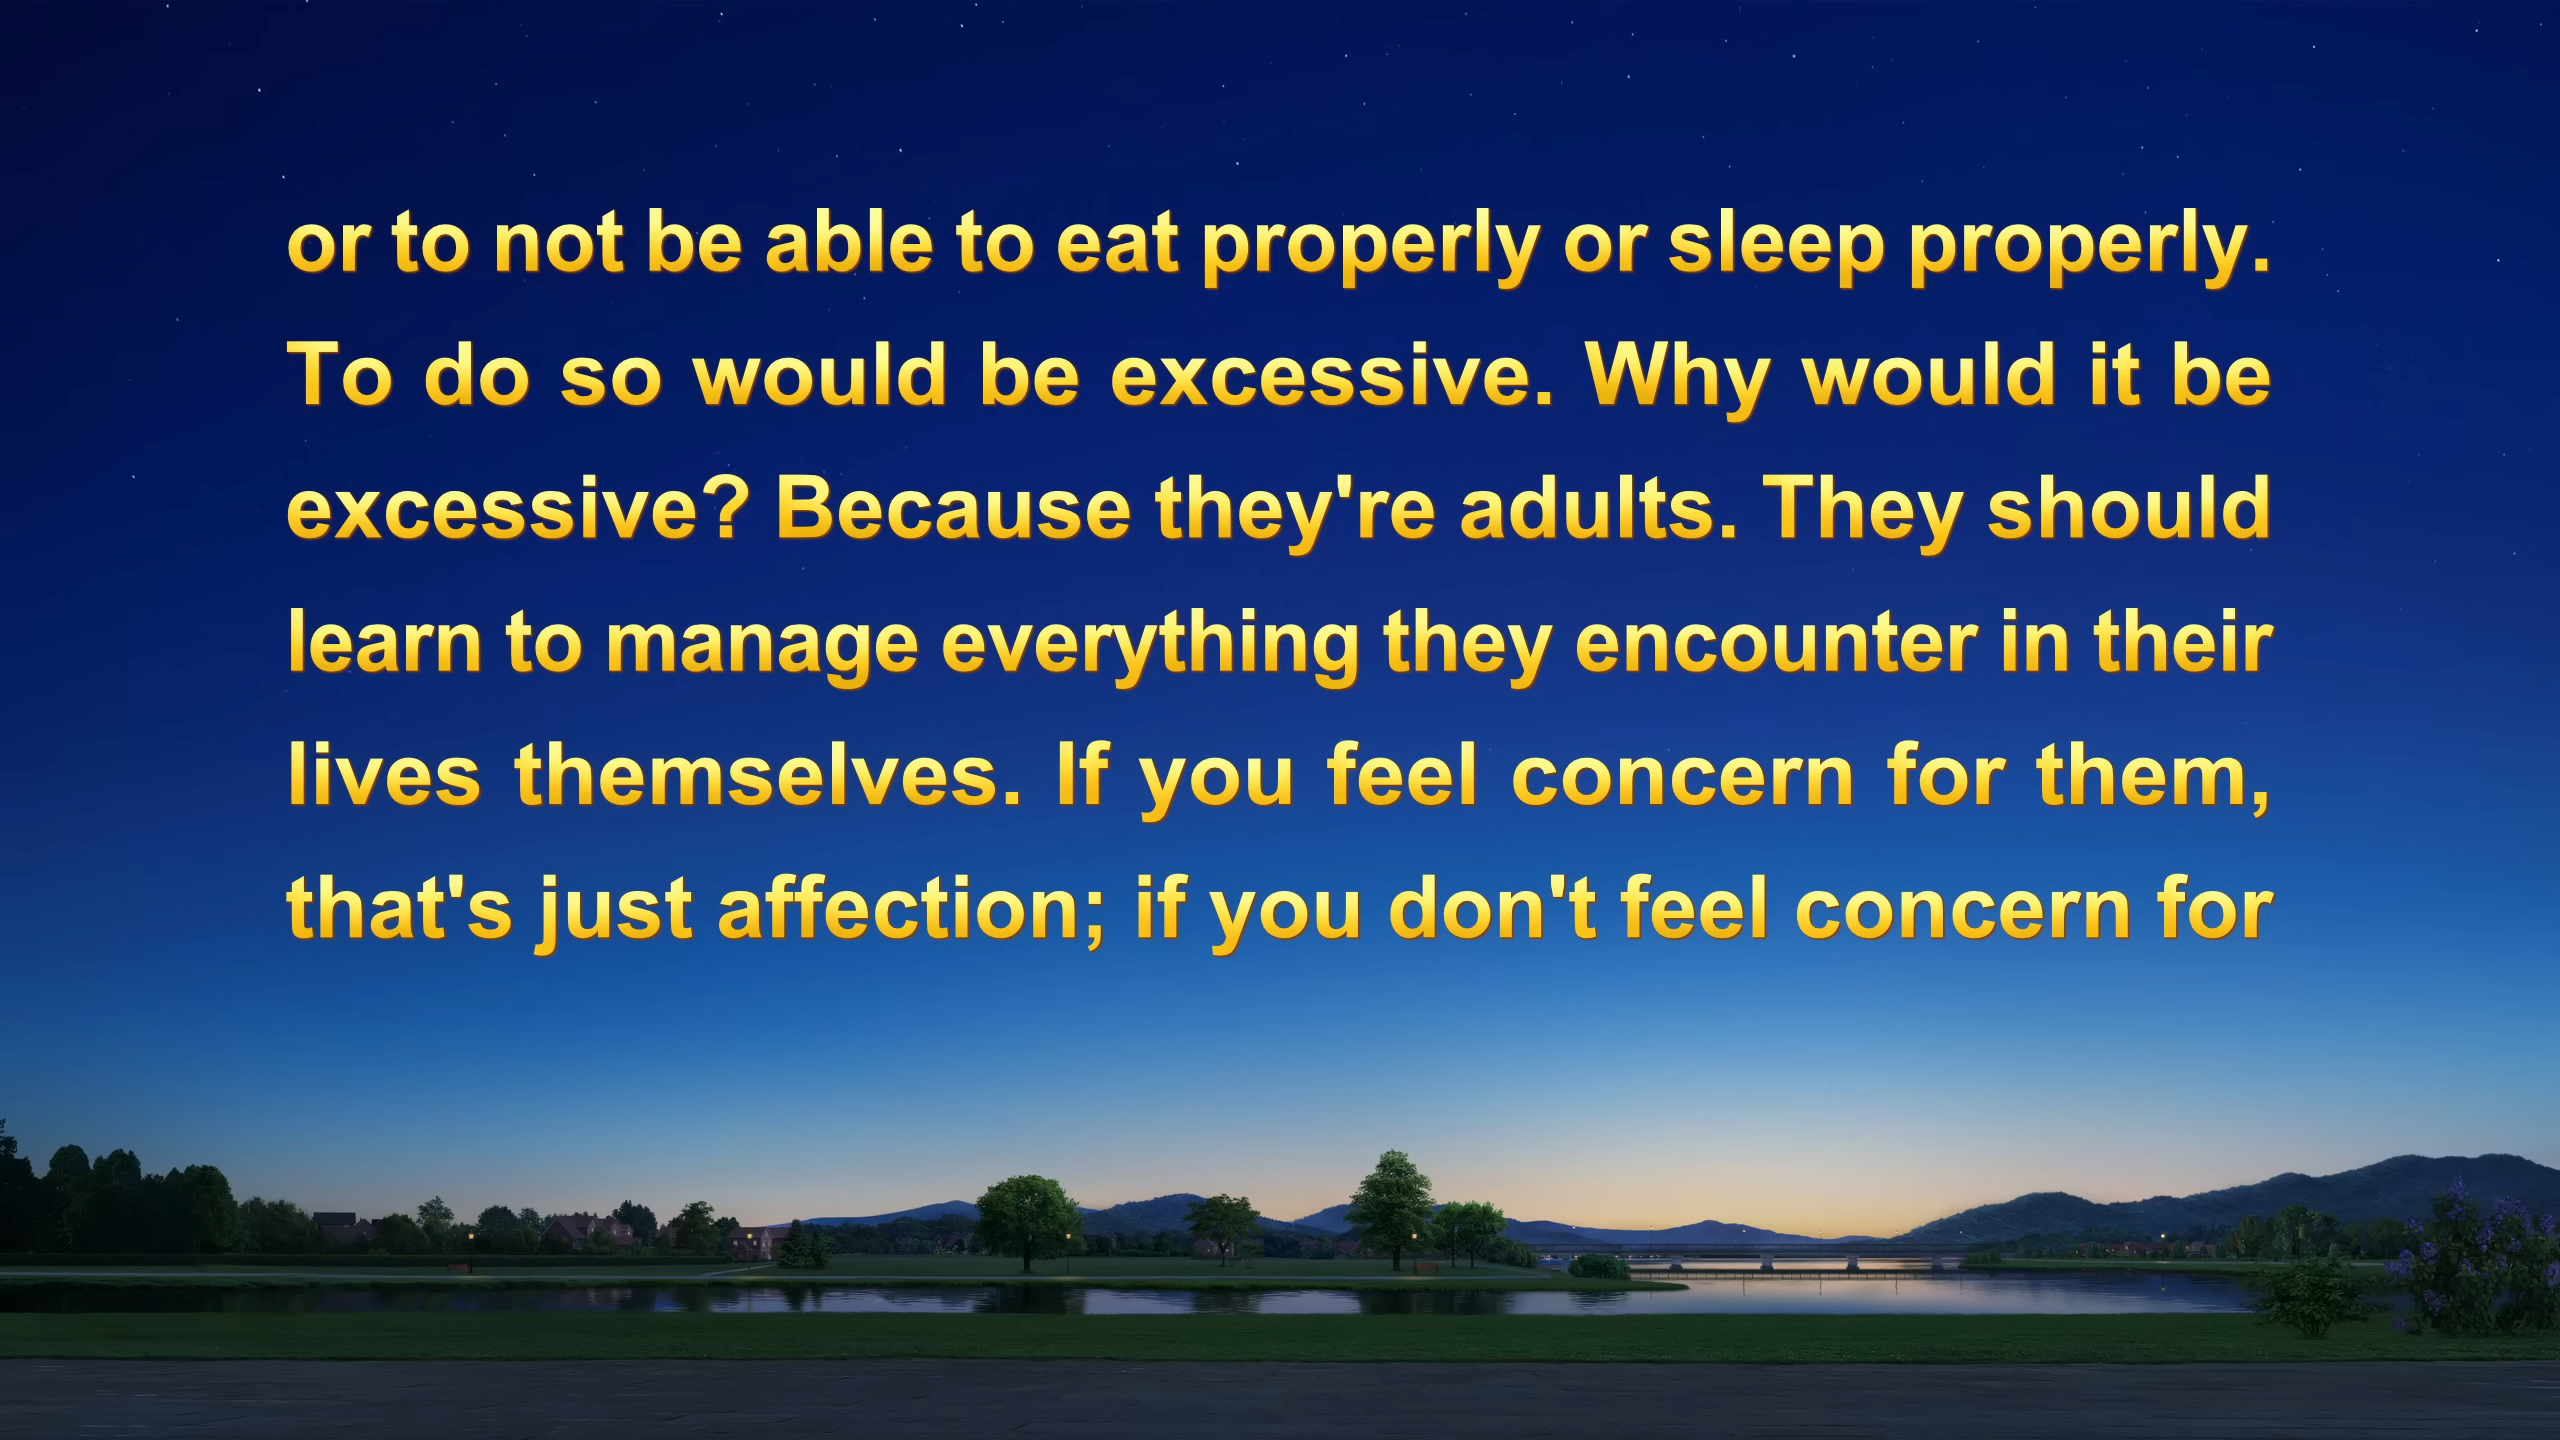 or to not be able to eat properly or sleep properly.
To do so would be excessive. Why would it be
excessive? Because they're adults. They should
learn to manage everything they encounter in their
lives themselves. If you feel concern for them,
that's just affection; if you don't feel concern for